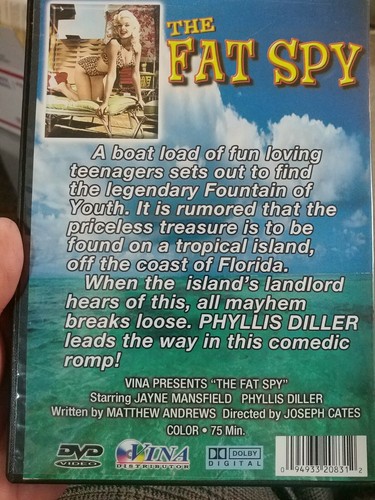 THE
FAT SPY
A boat load of fun loving
teenagers sets out to find
the legendary Fountain of
Youth. It is rumored that the
priceless treasure is to be
found on a tropical island,
off the coast of Florida.
When the island's landlord
hears of this, all mayhem
breaks loose. PHYLLIS DILLER
leads the way in this comedic
romp!
VINA PRESENTS "THE FAT SPY"
Starring JAYNE MANSFIELD PHYLLIS DILLER
Written by MATTHEW ANDREWS Directed by JOSEPH CATES
COLOR • 75 Min.
DVD
VIDEO
VINA
DISTRIBUTOR
DOLBY
DIGITAL
0 94933 20831 2